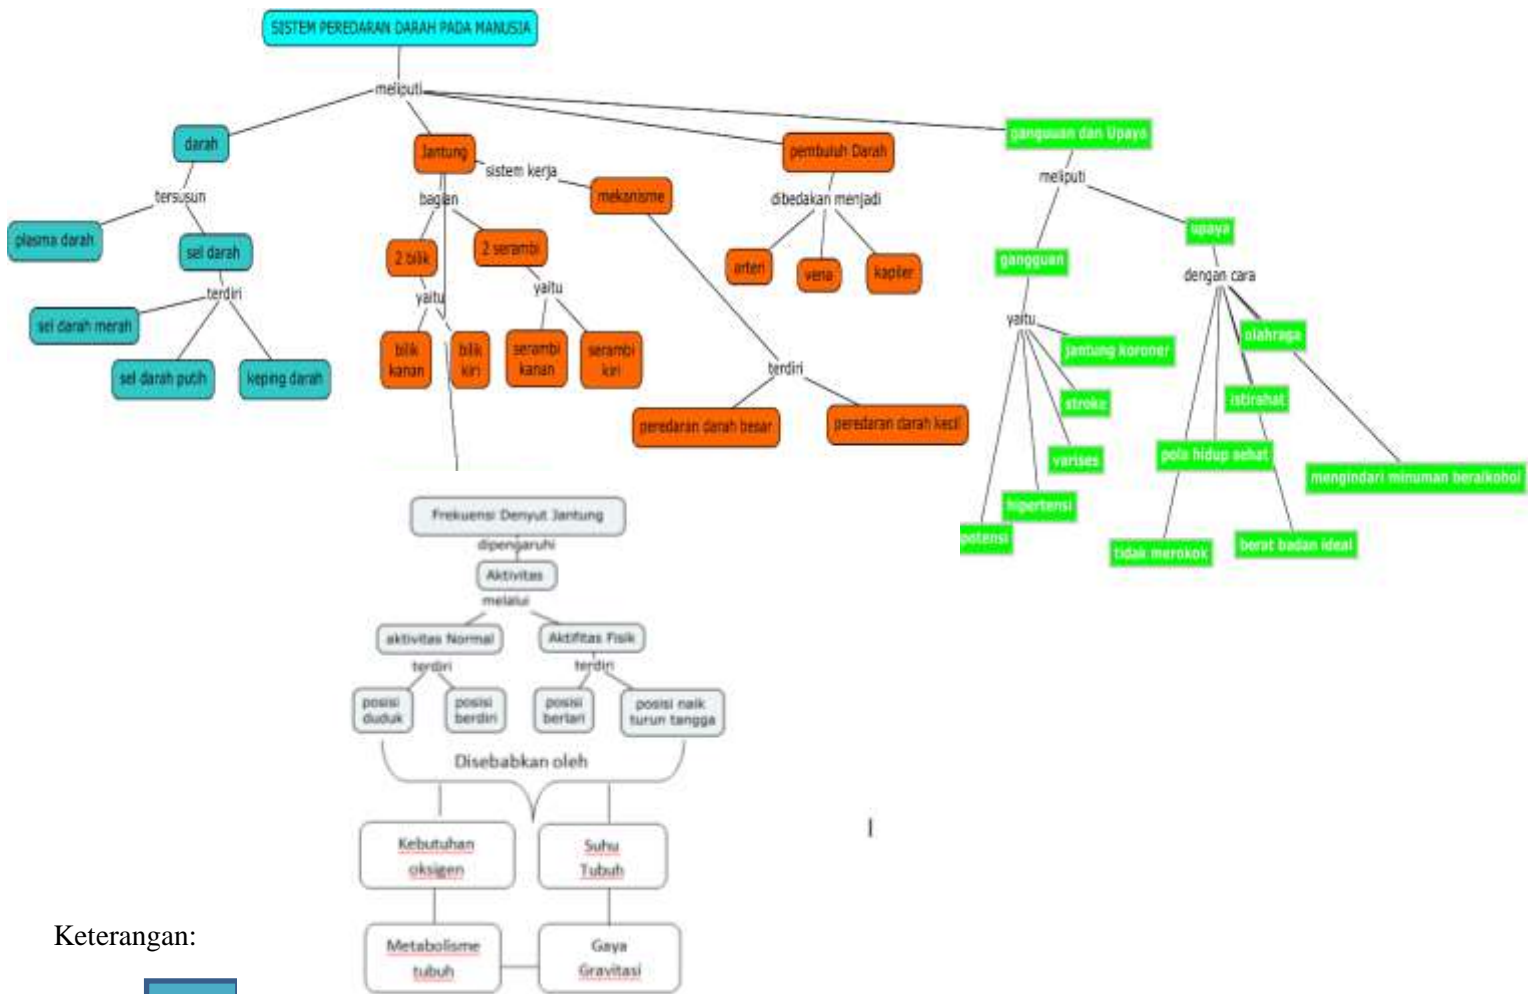 SISTEM PEREDARAN DARAH PADA MANUSIA
meliputi
darah
tersusun
plasma darah
sel darah
terdiri
sel darah merah
sel darah putih
keping darah
Jantung
sistem kerja
bagian
2 bilik
2 serambi
yaitu
yaitu
bilik
kanan
bilik
kiri
serambi
kanan
serambi
kiri
mekanisme
terdiri
peredaran darah besar
peredaran darah kecil
pembuluh Darah
dibedakan menjadi
arteri
vena
kapiler
ganguuan dan Upaya
meliputi
gangguan
yaitu
jantung koroner
stroke
varises
hipertensi
potensi
upaya
dengan cara
olahraga
istirahat
pola hidup sehat
mengindari minuman beralkohol
tidak merokok
berat badan ideal
Frekuensi Denyut Jantung
dipengaruhi
Aktivitas
melalui
aktivitas Normal
Aktifitas Fisik
terdiri
terdiri
posisi
duduk
posisi
berdiri
posisi
berlari
posisi naik
turun tangga
Disebabkan oleh
Kebutuhan
oksigen
Suhu
Tubuh
Metabolisme
tubuh
Gaya
Gravitasi
Keterangan: